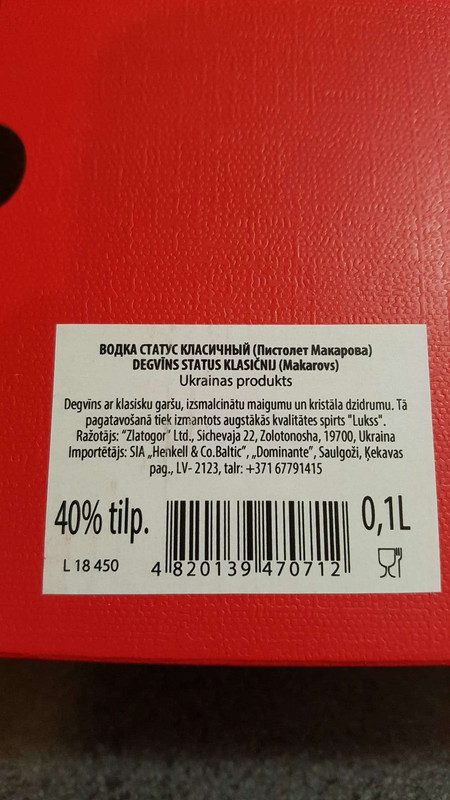 ВОДКА СТАТУС КЛАСИЧНЫЙ (Пистолет Макарова)
DEGVĪNS STATUS KLASIČNIJ (Makarovs)
Ukrainas produkts
Degvīns ar klasisku garšu, izsmalcinātu maigumu un kristāla dzidrumu. Tā
pagatavošanā tiek izmantots augstākās kvalitātes spirts "Lukss".
Ražotājs: “Zlatogor” Ltd., Sichevaja 22, Zolotonosha, 19700, Ukraina
Importētājs: SIA „Henkell & Co.Baltic”, „Dominante”, Saulgoži, Ķekavas
pag., LV- 2123, talr: +371 67791415
40% tilp.
0,1L
L 18 450
4 820139 470712